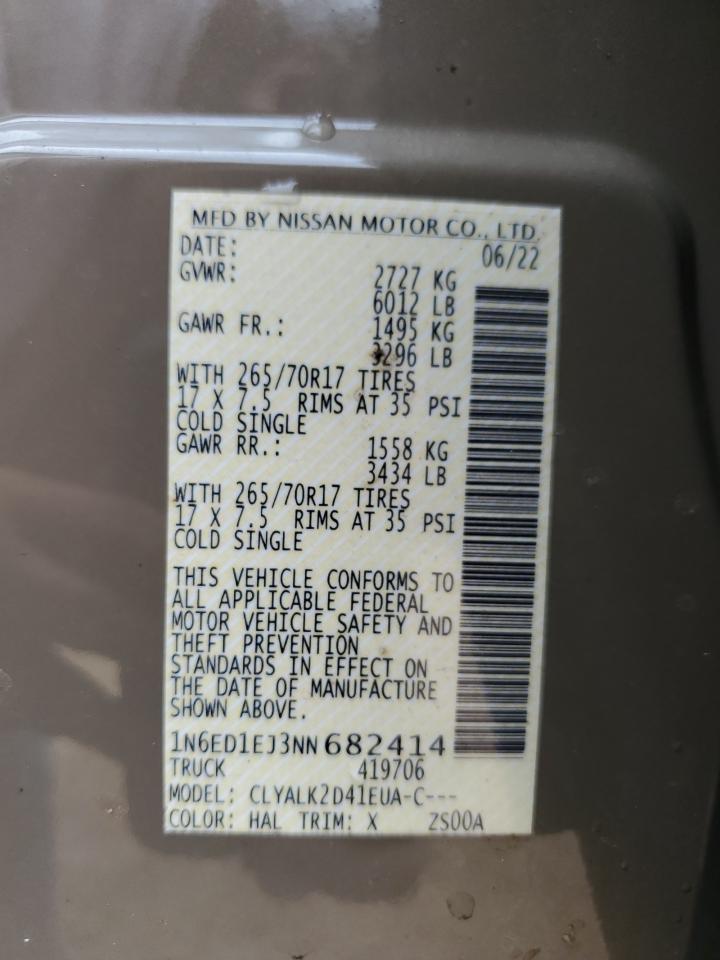 MFD BY NISSAN MOTOR CO., LTD.
DATE: 06/22
GVWR: 2727 KG
6012 LB
GAWR FR.: 1495 KG
3296 LB
WITH 265/70R17 TIRES
17 X 7.5 RIMS AT 35 PSI
COLD SINGLE
GAWR RR.: 1558 KG
3434 LB
WITH 265/70R17 TIRES
17 X 7.5 RIMS AT 35 PSI
COLD SINGLE
THIS VEHICLE CONFORMS TO
ALL APPLICABLE FEDERAL
MOTOR VEHICLE SAFETY AND
THEFT PREVENTION
STANDARDS IN EFFECT ON
THE DATE OF MANUFACTURE
SHOWN ABOVE.
1N6ED1EJ3NN682414
TRUCK 419706
MODEL: CLYALK2D41EUA-C---
COLOR: HAL TRIM: X ZS00A